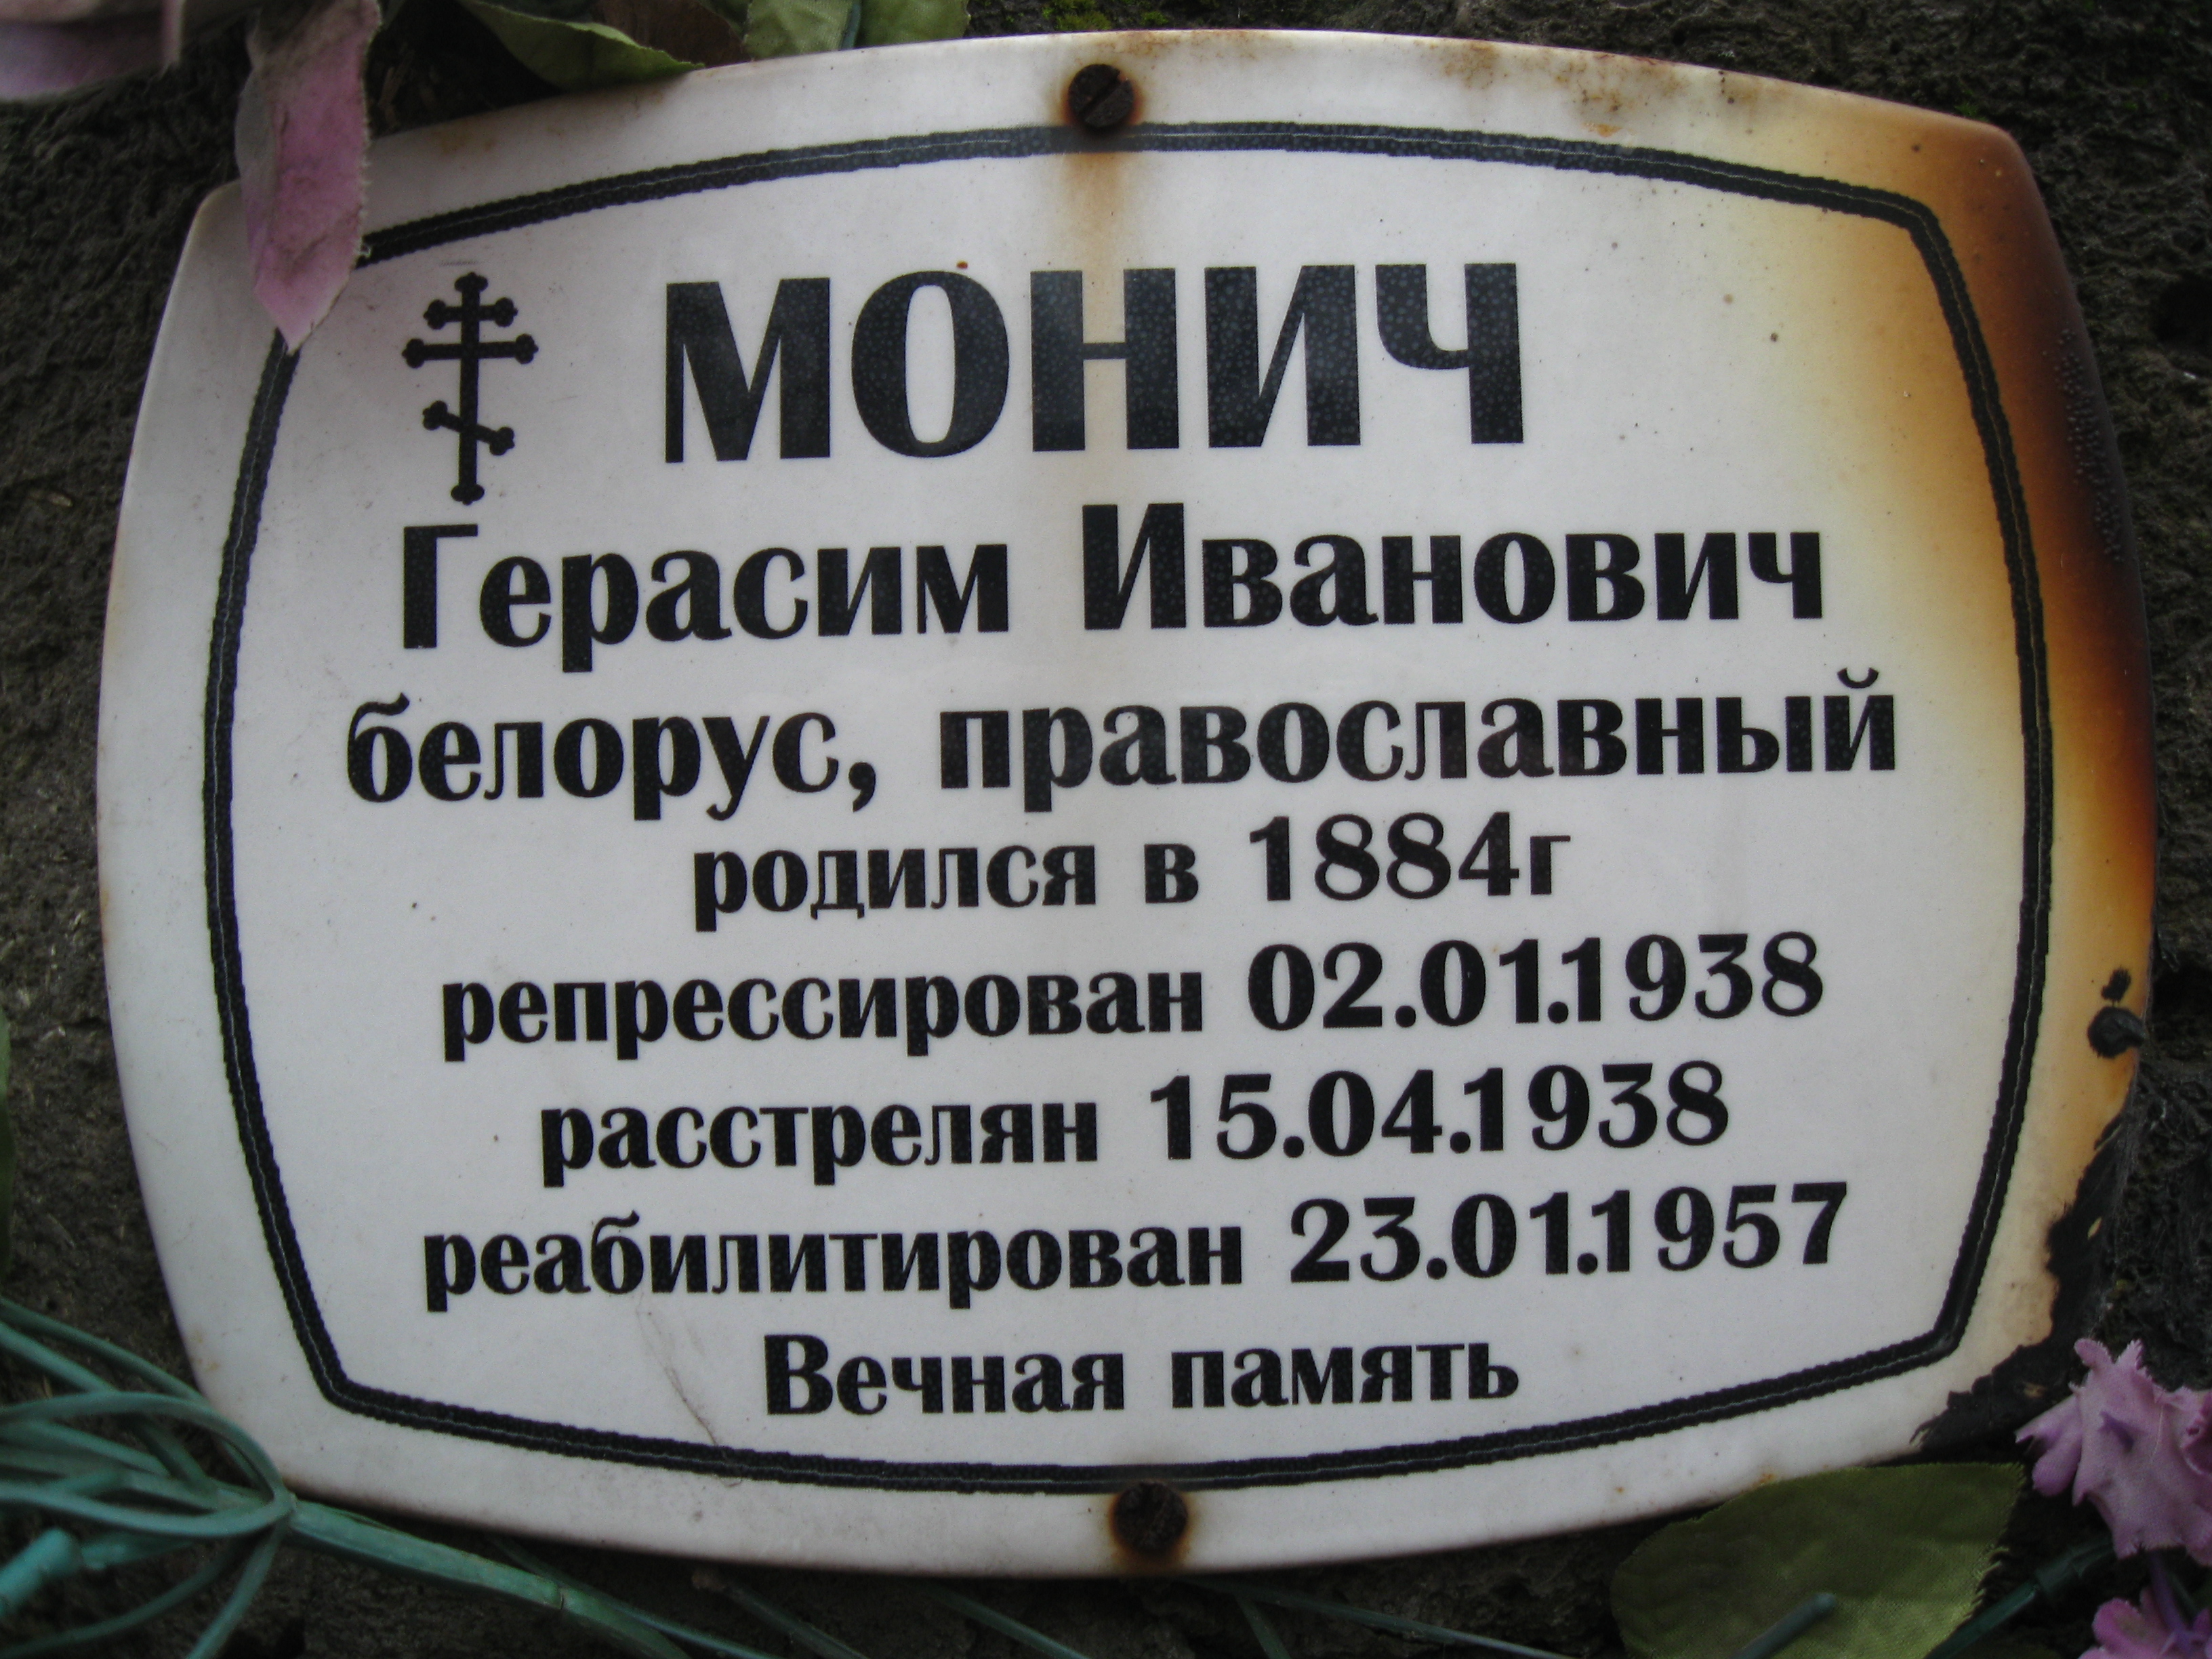 МОНИЧ
Герасим Иванович
белорус, православный
родился в 1884г
репрессирован 02.01.1938
расстрелян 15.04.1938
реабилитирован 23.01.1957
Вечная память